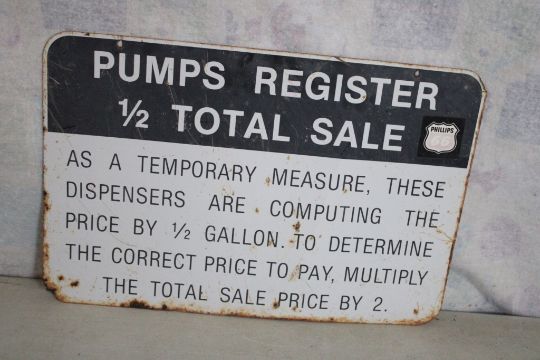 PUMPS REGISTER
½ TOTAL SALE
PHILLIPS
66
AS A TEMPORARY MEASURE, THESE
DISPENSERS ARE COMPUTING THE
PRICE BY ½ GALLON. TO DETERMINE
THE CORRECT PRICE TO PAY, MULTIPLY
THE TOTAL SALE PRICE BY 2.